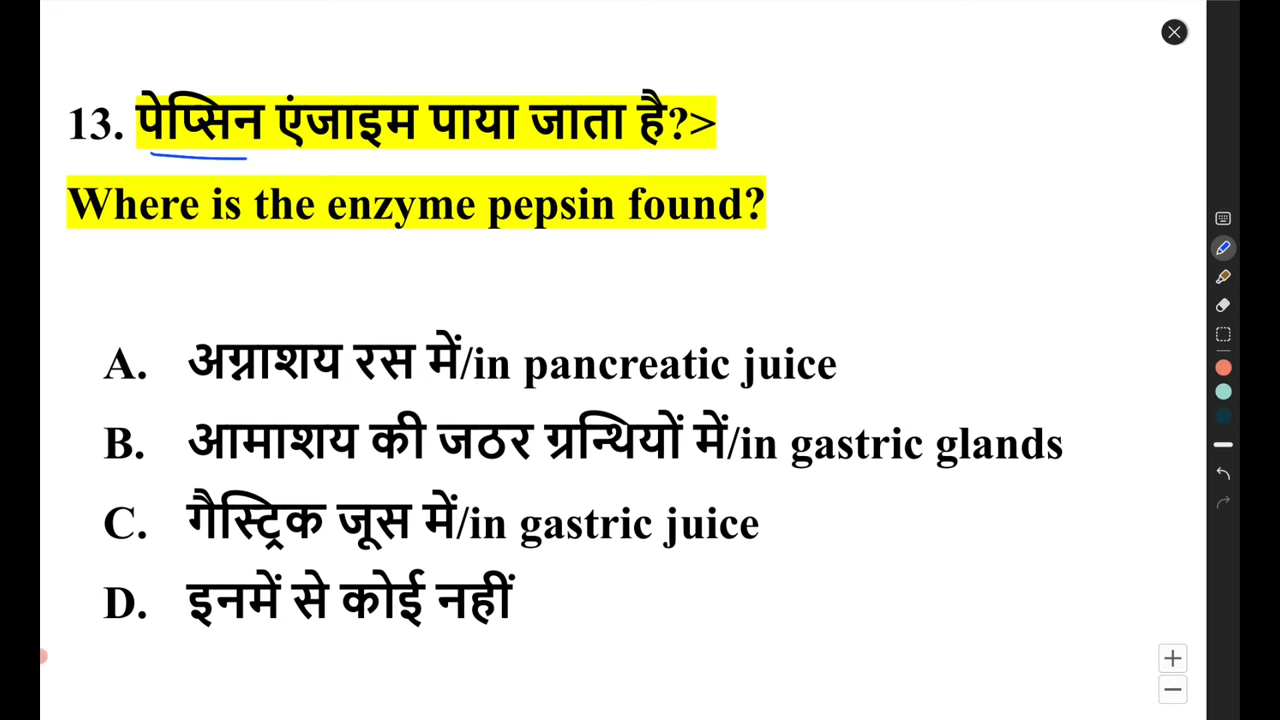 13. पेप्सिन एंजाइम पाया जाता है?>
Where is the enzyme pepsin found?
A. अग्नाशय रस में/in pancreatic juice
B. आमाशय की जठर ग्रन्थियों में/in gastric glands
C. गैस्ट्रिक जूस में/in gastric juice
D. इनमें से कोई नहीं